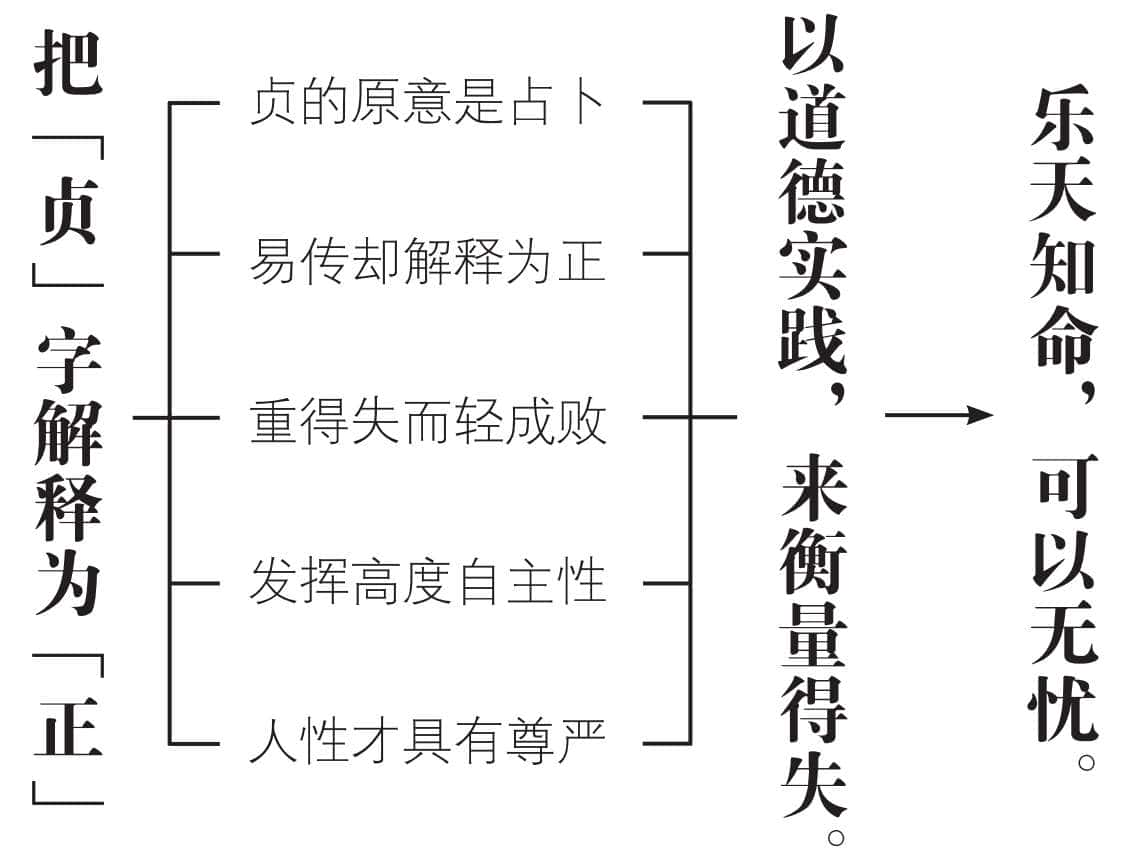 把「贞」字解释为「正」
贞的原意是占卜
易传却解释为正
重得失而轻成败
发挥高度自主性
人性才具有尊严
以道德实践，来衡量得失。
乐天知命，可以无忧。